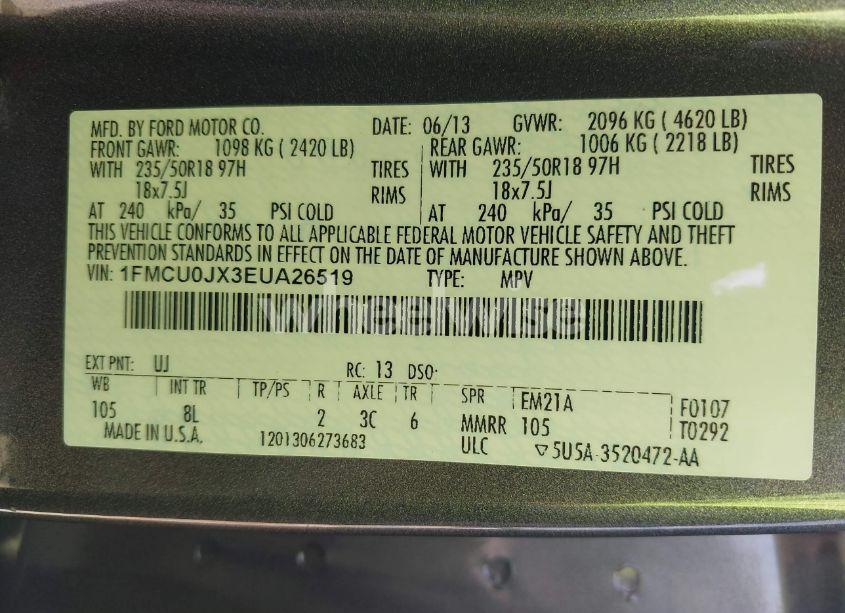 MFD. BY FORD MOTOR CO. DATE: 06/13 GVWR: 2096 KG ( 4620 LB)
FRONT GAWR: 1098 KG ( 2420 LB) REAR GAWR: 1006 KG ( 2218 LB)
WITH 235/50R18 97H TIRES WITH 235/50R18 97H TIRES
18x7.5J RIMS 18x7.5J RIMS
AT 240 kPa/ 35 PSI COLD AT 240 kPa/ 35 PSI COLD
THIS VEHICLE CONFORMS TO ALL APPLICABLE FEDERAL MOTOR VEHICLE SAFETY AND THEFT
PREVENTION STANDARDS IN EFFECT ON THE DATE OF MANUFACTURE SHOWN ABOVE.
VIN: 1FMCU0JX3EUA26519 TYPE: MPV
Wheelwise
EXT PNT: UJ RC: 13 DSO:
WB INT TR TP/PS R AXLE TR SPR EM21A F0107
105 8L 2 3C 6 MMRR 105 T0292
MADE IN U.S.A. 1201306273683 ULC ▽5U5A-3520472-AA